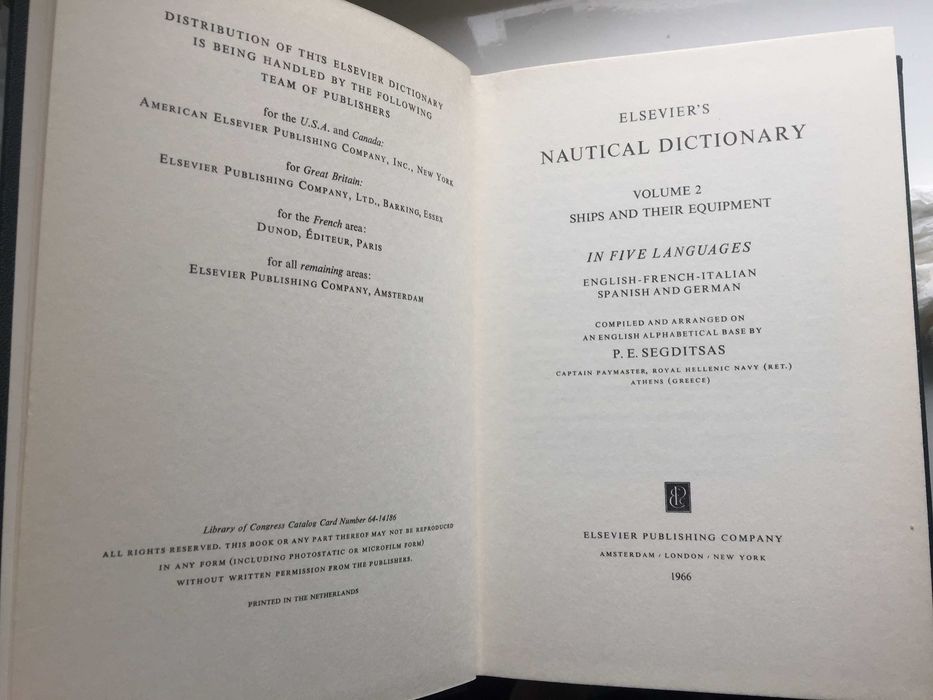 DISTRIBUTION OF THIS ELSEVIER DICTIONARY
IS BEING HANDLED BY THE FOLLOWING
TEAM OF PUBLISHERS
for the U.S.A. and Canada:
AMERICAN ELSEVIER PUBLISHING COMPANY, INC., NEW YORK
for Great Britain:
ELSEVIER PUBLISHING COMPANY, LTD., BARKING, ESSEX
for the French area:
DUNOD, ÉDITEUR, PARIS
for all remaining areas:
ELSEVIER PUBLISHING COMPANY, AMSTERDAM
Library of Congress Catalog Card Number 64-14186
ALL RIGHTS RESERVED. THIS BOOK OR ANY PART THEREOF MAY NOT BE REPRODUCED
IN ANY FORM (INCLUDING PHOTOSTATIC OR MICROFILM FORM)
WITHOUT WRITTEN PERMISSION FROM THE PUBLISHERS.
PRINTED IN THE NETHERLANDS
ELSEVIER'S
NAUTICAL DICTIONARY
VOLUME 2
SHIPS AND THEIR EQUIPMENT
IN FIVE LANGUAGES
ENGLISH-FRENCH-ITALIAN
SPANISH AND GERMAN
COMPILED AND ARRANGED ON
AN ENGLISH ALPHABETICAL BASE BY
P. E. SEGDITSAS
CAPTAIN PAYMASTER, ROYAL HELLENIC NAVY (RET.)
ATHENS (GREECE)
ELSEVIER PUBLISHING COMPANY
AMSTERDAM / LONDON / NEW YORK
1966